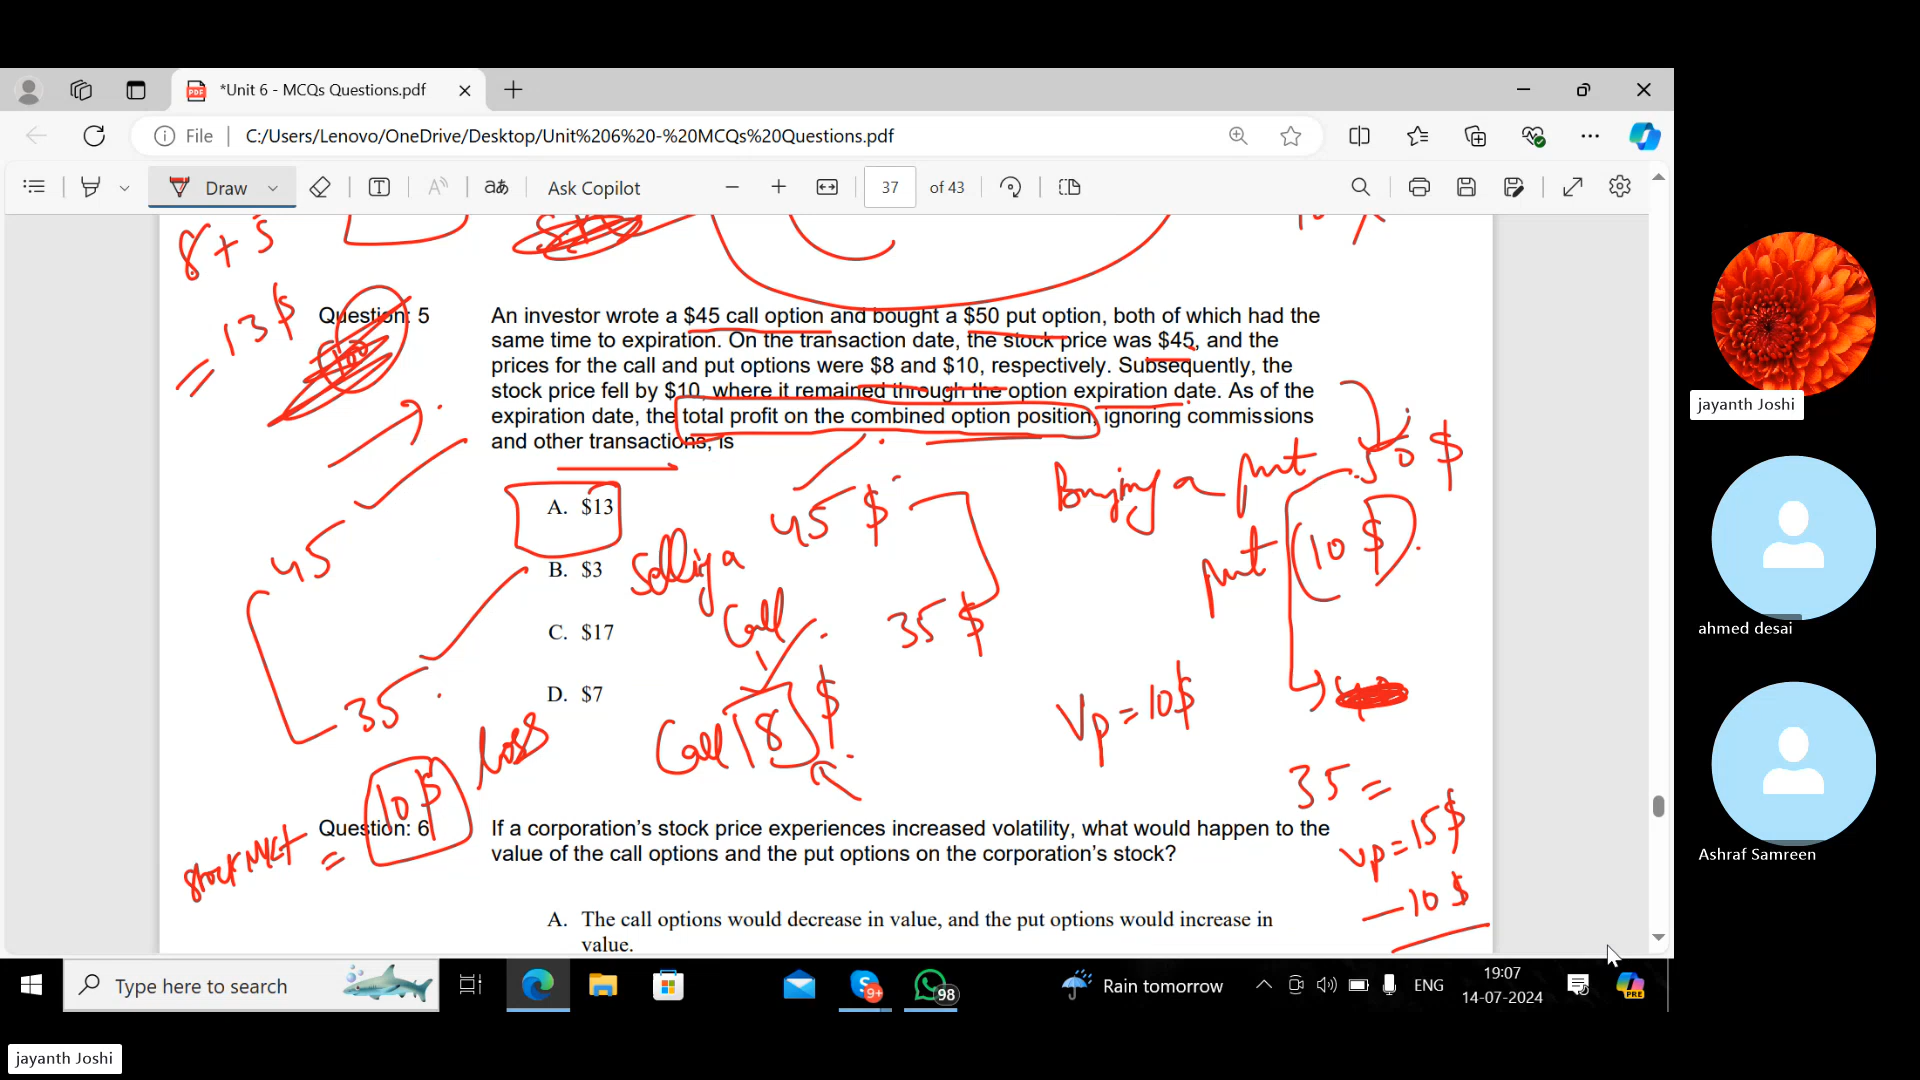 *Unit 6 - MCQs Questions.pdf
File
C:/Users/Lenovo/OneDrive/Desktop/Unit%206%20-%20MCQs%20Questions.pdf
Draw
Ask Copilot
37 of 43
8 + 5
= 13 $
Question: 5
An investor wrote a $45 call option and bought a $50 put option, both of which had the
same time to expiration. On the transaction date, the stock price was $45, and the
prices for the call and put options were $8 and $10, respectively. Subsequently, the
stock price fell by $10, where it remained through the option expiration date. As of the
expiration date, the total profit on the combined option position, ignoring commissions
and other transactions, is
A. $13
B. $3
C. $17
D. $7
45 $
Selling a
Call
35 $
Call 8 $
Buying a put 50 $
put 10 $
Vp = 10 $
35 =
Vp = 15 $
- 10 $
45
35
10 $ loss
stock Mkt =
Question: 6
If a corporation's stock price experiences increased volatility, what would happen to the
value of the call options and the put options on the corporation's stock?
A. The call options would decrease in value, and the put options would increase in
value.
jayanth Joshi
ahmed desai
Ashraf Samreen
Type here to search
9+
98
Rain tomorrow
ENG
19:07
14-07-2024
PRE
jayanth Joshi